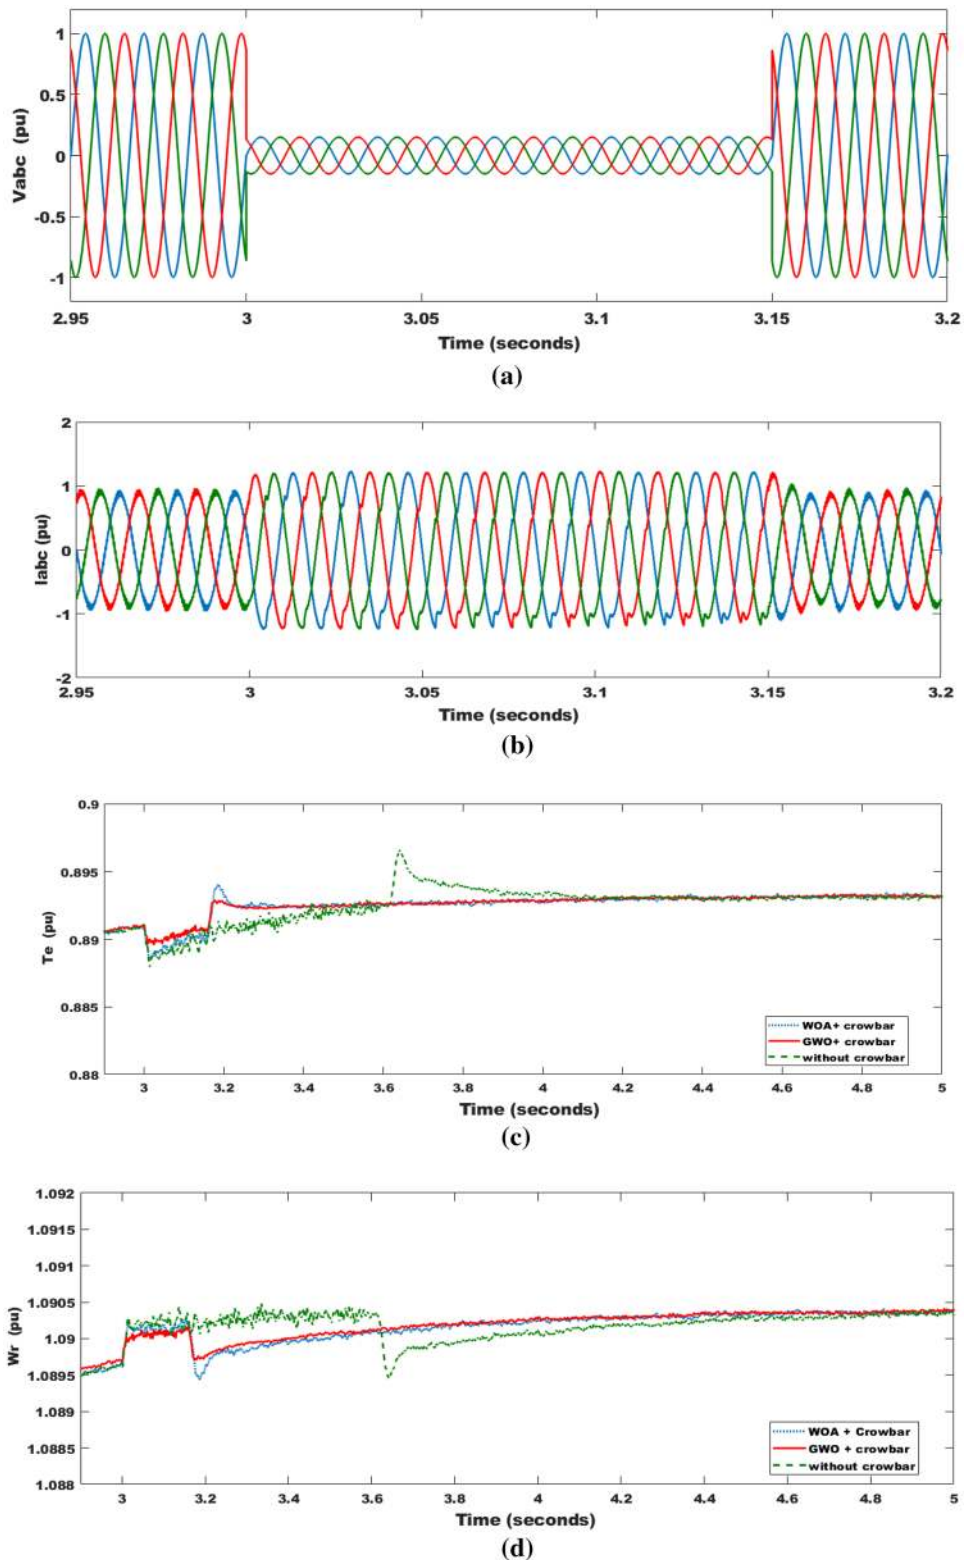 1
0.5
0
-0.5
-1
Vabc (pu)
2.95 3 3.05 3.1 3.15 3.2
Time (seconds)
(a)
2
1
0
-1
-2
Iabc (pu)
2.95 3 3.05 3.1 3.15 3.2
Time (seconds)
(b)
0.9
0.895
0.89
0.885
0.88
Te (pu)
WOA+ crowbar
GWO+ crowbar
without crowbar
3 3.2 3.4 3.6 3.8 4 4.2 4.4 4.6 4.8 5
Time (seconds)
(c)
1.092
1.0915
1.091
1.0905
1.09
1.0895
1.089
1.0885
1.088
Wr (pu)
WOA + Crowbar
GWO + crowbar
without crowbar
3 3.2 3.4 3.6 3.8 4 4.2 4.4 4.6 4.8 5
Time (seconds)
(d)